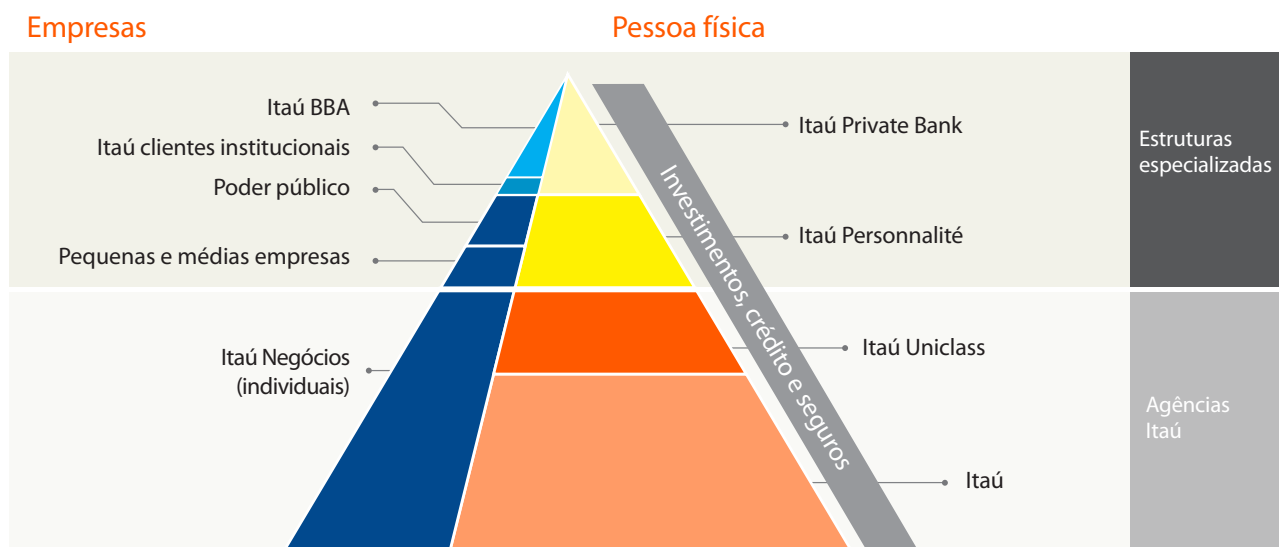 Empresas
Pessoa física
Itaú BBA
Itaú clientes institucionais
Poder público
Pequenas e médias empresas
Itaú Negócios
(individuais)
Itaú Private Bank
Itaú Personnalité
Itaú Uniclass
Itaú
Investimentos, crédito e seguros
Estruturas
especializadas
Agências
Itaú